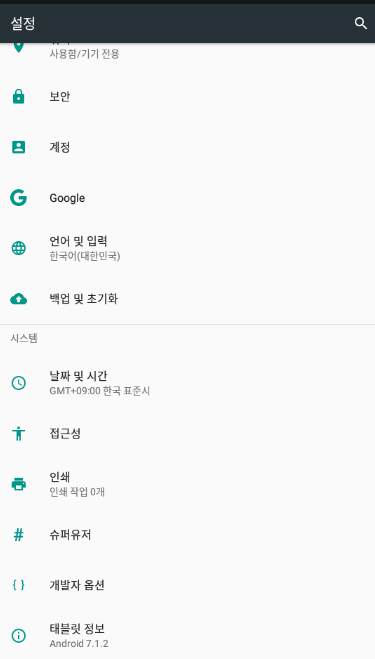 설정
사용함/기기 전용
보안
계정
Google
언어 및 입력
한국어(대한민국)
백업 및 초기화
시스템
날짜 및 시간
GMT+09:00 한국 표준시
접근성
인쇄
인쇄 작업 0개
슈퍼유저
개발자 옵션
태블릿 정보
Android 7.1.2